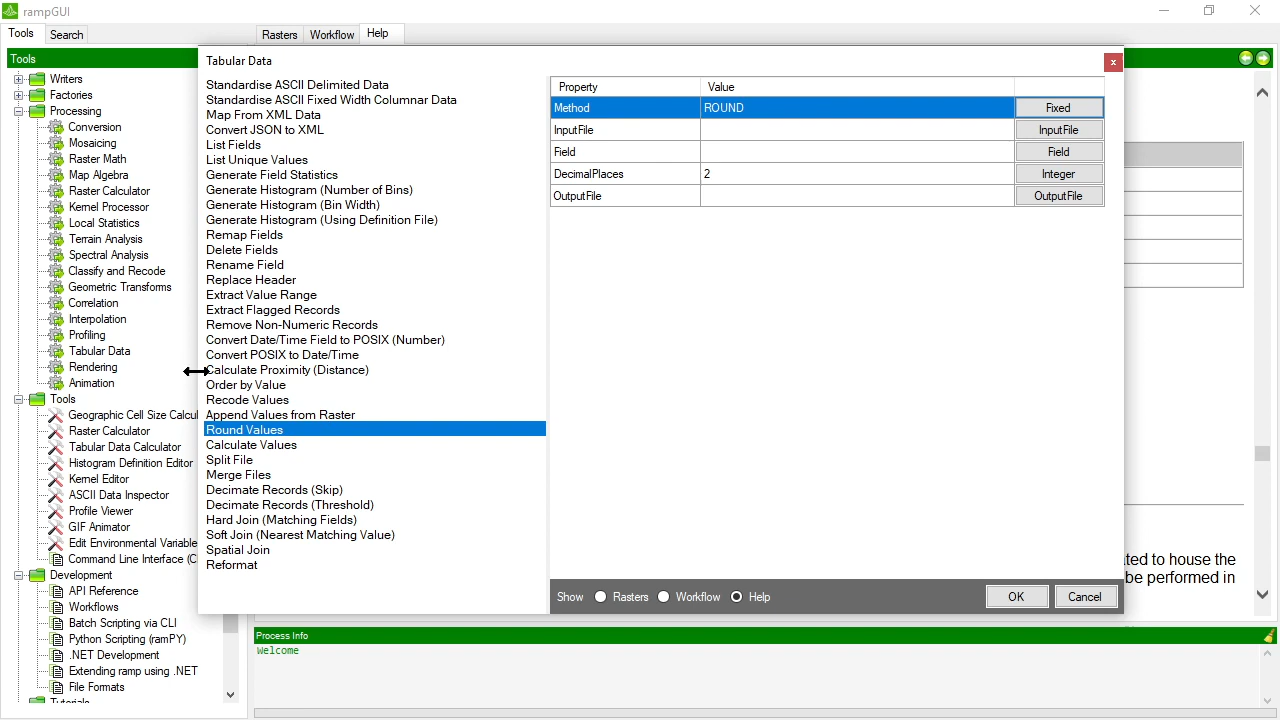 rampGUI
Tools
Search
Rasters
Workflow
Help
Tools
Writers
Factories
Processing
Conversion
Mosaicing
Raster Math
Map Algebra
Raster Calculator
Kernel Processor
Local Statistics
Terrain Analysis
Spectral Analysis
Classify and Recode
Geometric Transforms
Correlation
Interpolation
Profiling
Tabular Data
Rendering
Animation
Tools
Geographic Cell Size Calcul
Raster Calculator
Tabular Data Calculator
Histogram Definition Editor
Kernel Editor
ASCII Data Inspector
Profile Viewer
GIF Animator
Edit Environmental Variable
Command Line Interface (C
Development
API Reference
Workflows
Batch Scripting via CLI
Python Scripting (ramPY)
.NET Development
Extending ramp using .NET
File Formats
Tutorials
Tabular Data
x
Standardise ASCII Delimited Data
Standardise ASCII Fixed Width Columnar Data
Map From XML Data
Convert JSON to XML
List Fields
List Unique Values
Generate Field Statistics
Generate Histogram (Number of Bins)
Generate Histogram (Bin Width)
Generate Histogram (Using Definition File)
Remap Fields
Delete Fields
Rename Field
Replace Header
Extract Value Range
Extract Flagged Records
Remove Non-Numeric Records
Convert Date/Time Field to POSIX (Number)
Convert POSIX to Date/Time
Calculate Proximity (Distance)
Order by Value
Recode Values
Append Values from Raster
Round Values
Calculate Values
Split File
Merge Files
Decimate Records (Skip)
Decimate Records (Threshold)
Hard Join (Matching Fields)
Soft Join (Nearest Matching Value)
Spatial Join
Reformat
Property Value
Method ROUND Fixed
InputFile InputFile
Field Field
DecimalPlaces 2 Integer
OutputFile OutputFile
Show Rasters Workflow Help OK Cancel
ted to house the
be performed in
Process Info
Welcome